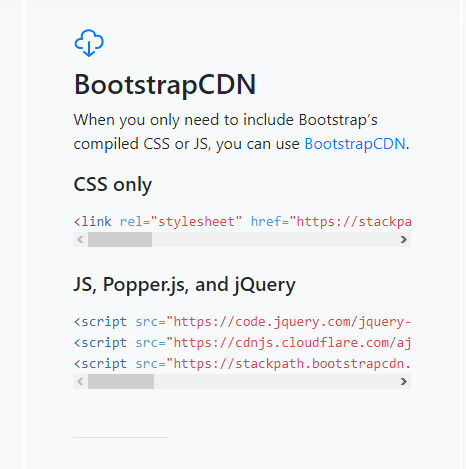 BootstrapCDN
When you only need to include Bootstrap’s
compiled CSS or JS, you can use BootstrapCDN.
CSS only
<link rel="stylesheet" href="https://stackpa
JS, Popper.js, and jQuery
<script src="https://code.jquery.com/jquery-
<script src="https://cdnjs.cloudflare.com/aj
<script src="https://stackpath.bootstrapcdn.